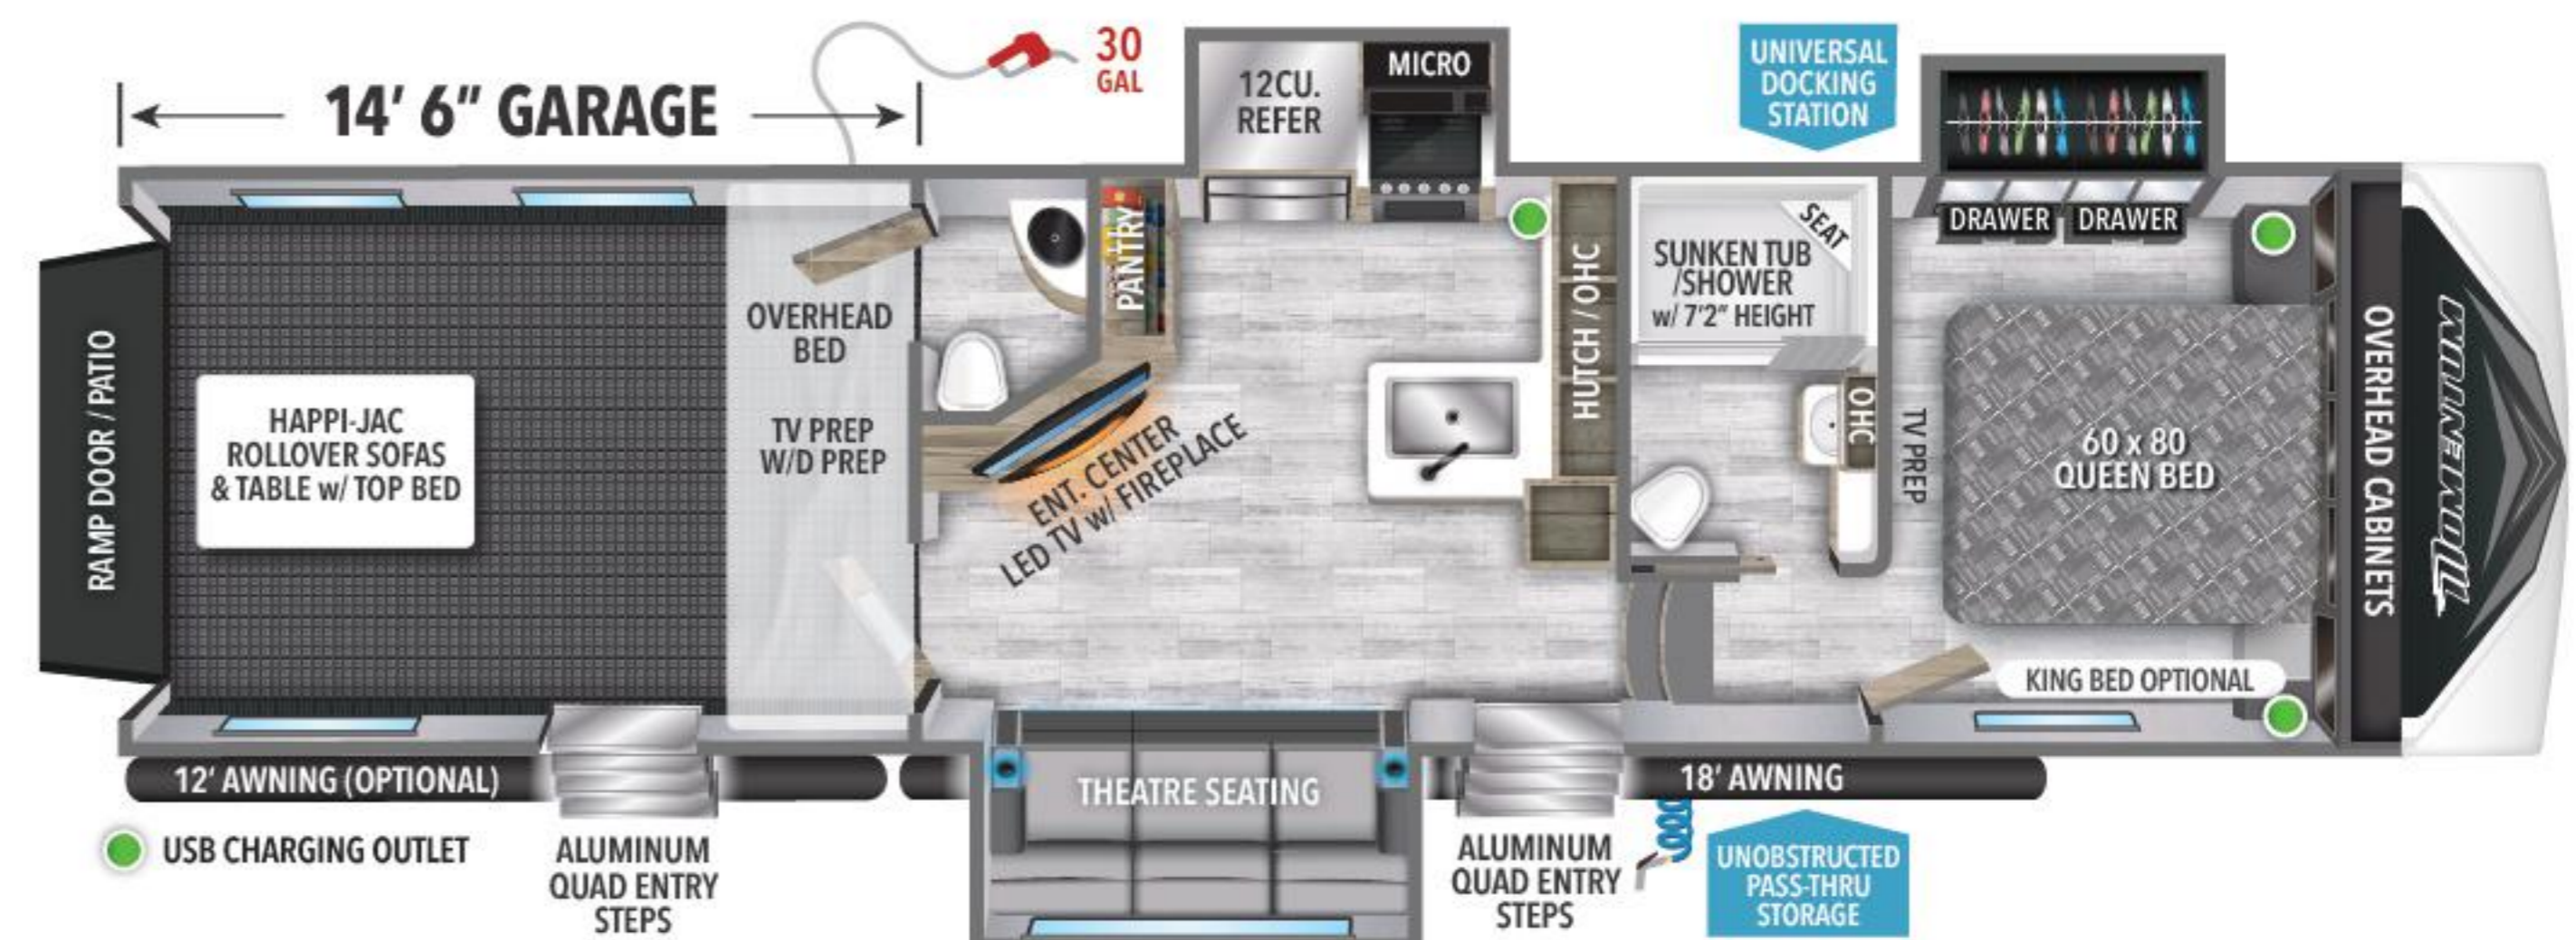 30
GAL
14' 6" GARAGE
12CU.
REFER
MICRO
UNIVERSAL
DOCKING
STATION
RAMP DOOR / PATIO
HAPPI-JAC
ROLLOVER SOFAS
& TABLE w/ TOP BED
OVERHEAD
BED
TV PREP
W/D PREP
PANTRY
ENT. CENTER
LED TV w/ FIREPLACE
HUTCH / OHC
SEAT
SUNKEN TUB
/SHOWER
w/ 7'2" HEIGHT
OHC
TV PREP
DRAWER
DRAWER
60 x 80
QUEEN BED
KING BED OPTIONAL
OVERHEAD CABINETS
MOMENTUM
12' AWNING (OPTIONAL)
THEATRE SEATING
18' AWNING
USB CHARGING OUTLET
ALUMINUM
QUAD ENTRY
STEPS
ALUMINUM
QUAD ENTRY
STEPS
UNOBSTRUCTED
PASS-THRU
STORAGE